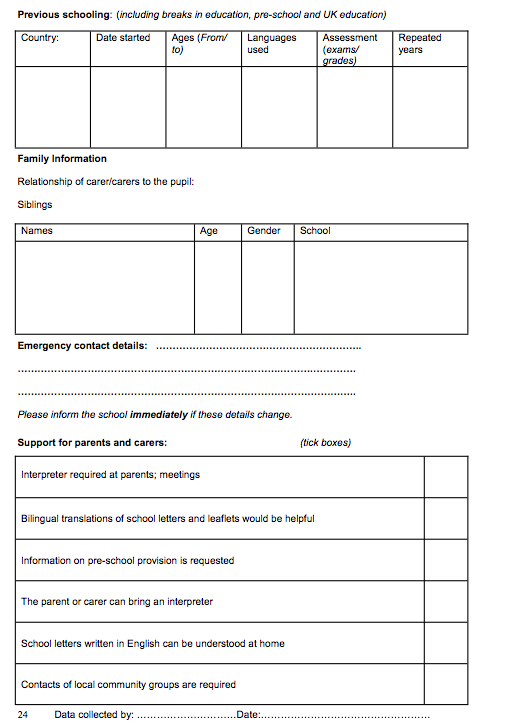 Previous schooling: (including breaks in education, pre-school and UK education)
Country: Date started Ages (From/ to) Languages used Assessment (exams/ grades) Repeated years
Family Information
Relationship of carer/carers to the pupil:
Siblings
Names Age Gender School
Emergency contact details: ……………………………………………………..
…………………………………………………………………………………………
…………………………………………………………………………………………
Please inform the school immediately if these details change.
Support for parents and carers: (tick boxes)
Interpreter required at parents; meetings
Bilingual translations of school letters and leaflets would be helpful
Information on pre-school provision is requested
The parent or carer can bring an interpreter
School letters written in English can be understood at home
Contacts of local community groups are required
24 Data collected by: …………………………Date:……………………………………………